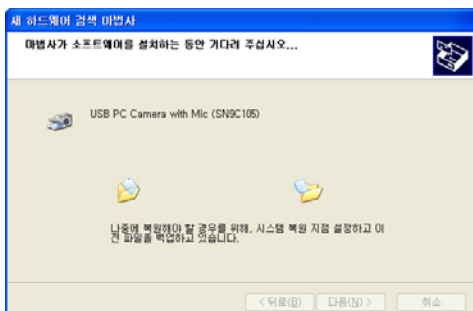 새 하드웨어 검색 마법사
마법사가 소프트웨어를 설치하는 동안 기다려 주십시오...
USB PC Camera with Mic (SN9C105)
나중에 복원해야 할 경우를 위해, 시스템 복원 지점 설정하고 이
전 파일을 백업하고 있습니다.
< 뒤로(B) 다음(N) > 취소